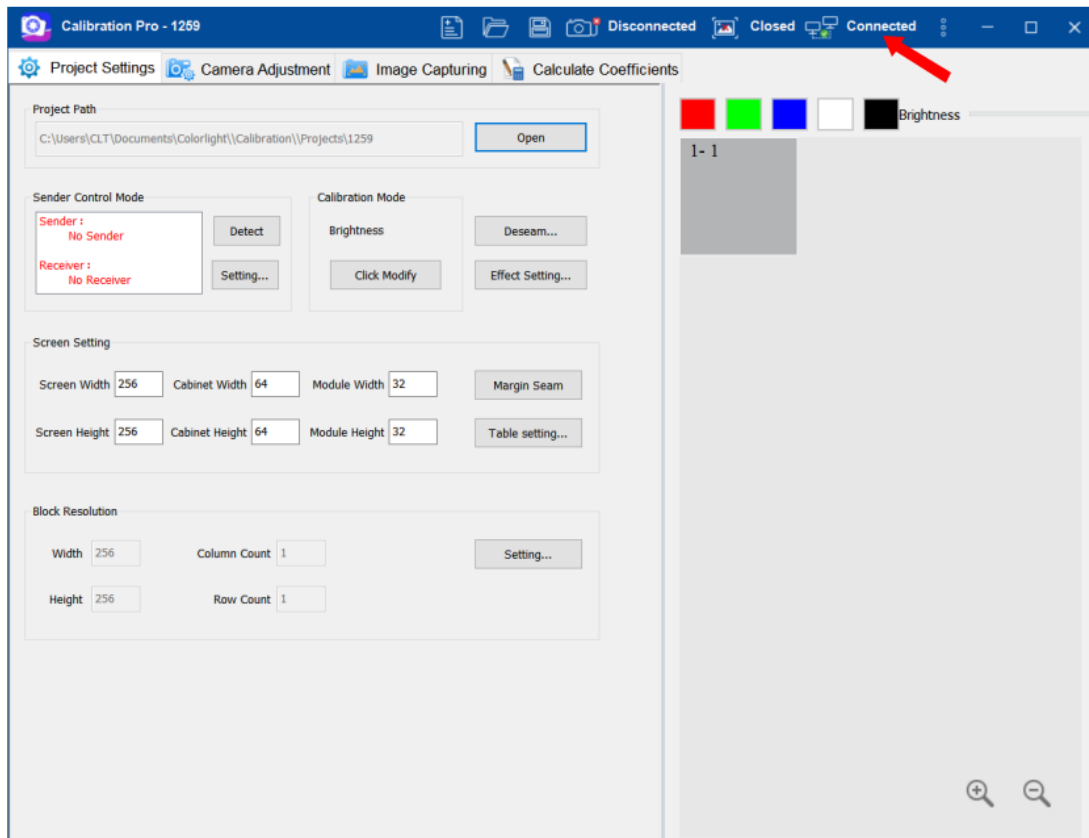 Calibration Pro - 1259
Disconnected
Closed
Connected
Project Settings
Camera Adjustment
Image Capturing
Calculate Coefficients
Project Path
C:\Users\CLT\Documents\Colorlight\\Calibration\\Projects\1259
Open
Sender Control Mode
Sender:
No Sender
Receiver:
No Receiver
Detect
Setting...
Calibration Mode
Brightness
Click Modify
Deseam...
Effect Setting...
Screen Setting
Screen Width 256 Cabinet Width 64 Module Width 32
Margin Seam
Screen Height 256 Cabinet Height 64 Module Height 32
Table setting...
Block Resolution
Width 256 Column Count 1
Setting...
Height 256 Row Count 1
Brightness
1- 1